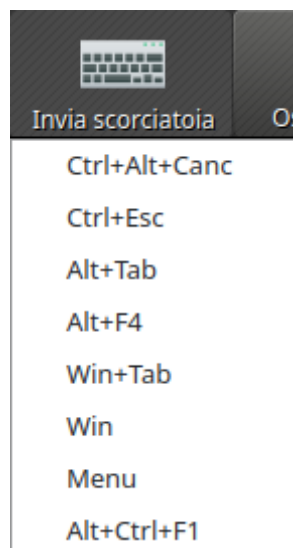 Invia scorciatoia
Ctrl+Alt+Canc
Ctrl+Esc
Alt+Tab
Alt+F4
Win+Tab
Win
Menu
Alt+Ctrl+F1